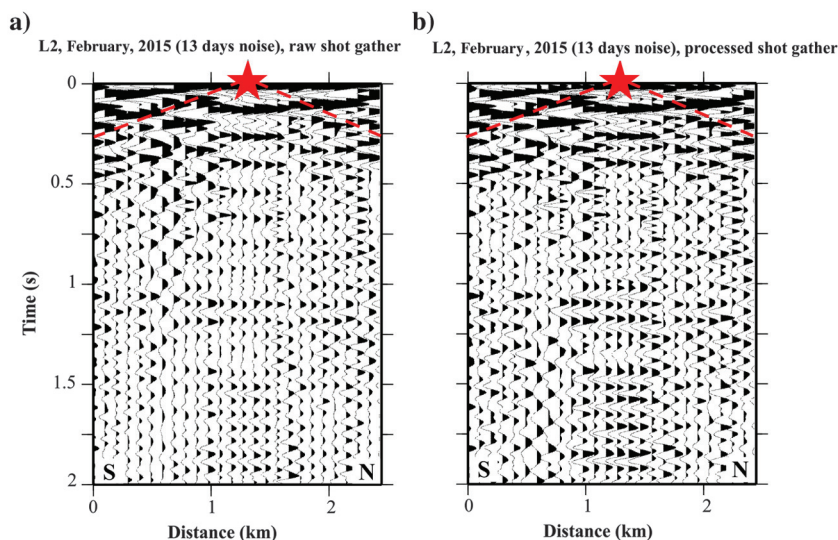 a)
L2, February, 2015 (13 days noise), raw shot gather
0
0.5
1
1.5
2
Time (s)
S
N
0
1
2
Distance (km)
b)
L2, February, 2015 (13 days noise), processed shot gather
S
N
0
1
2
Distance (km)